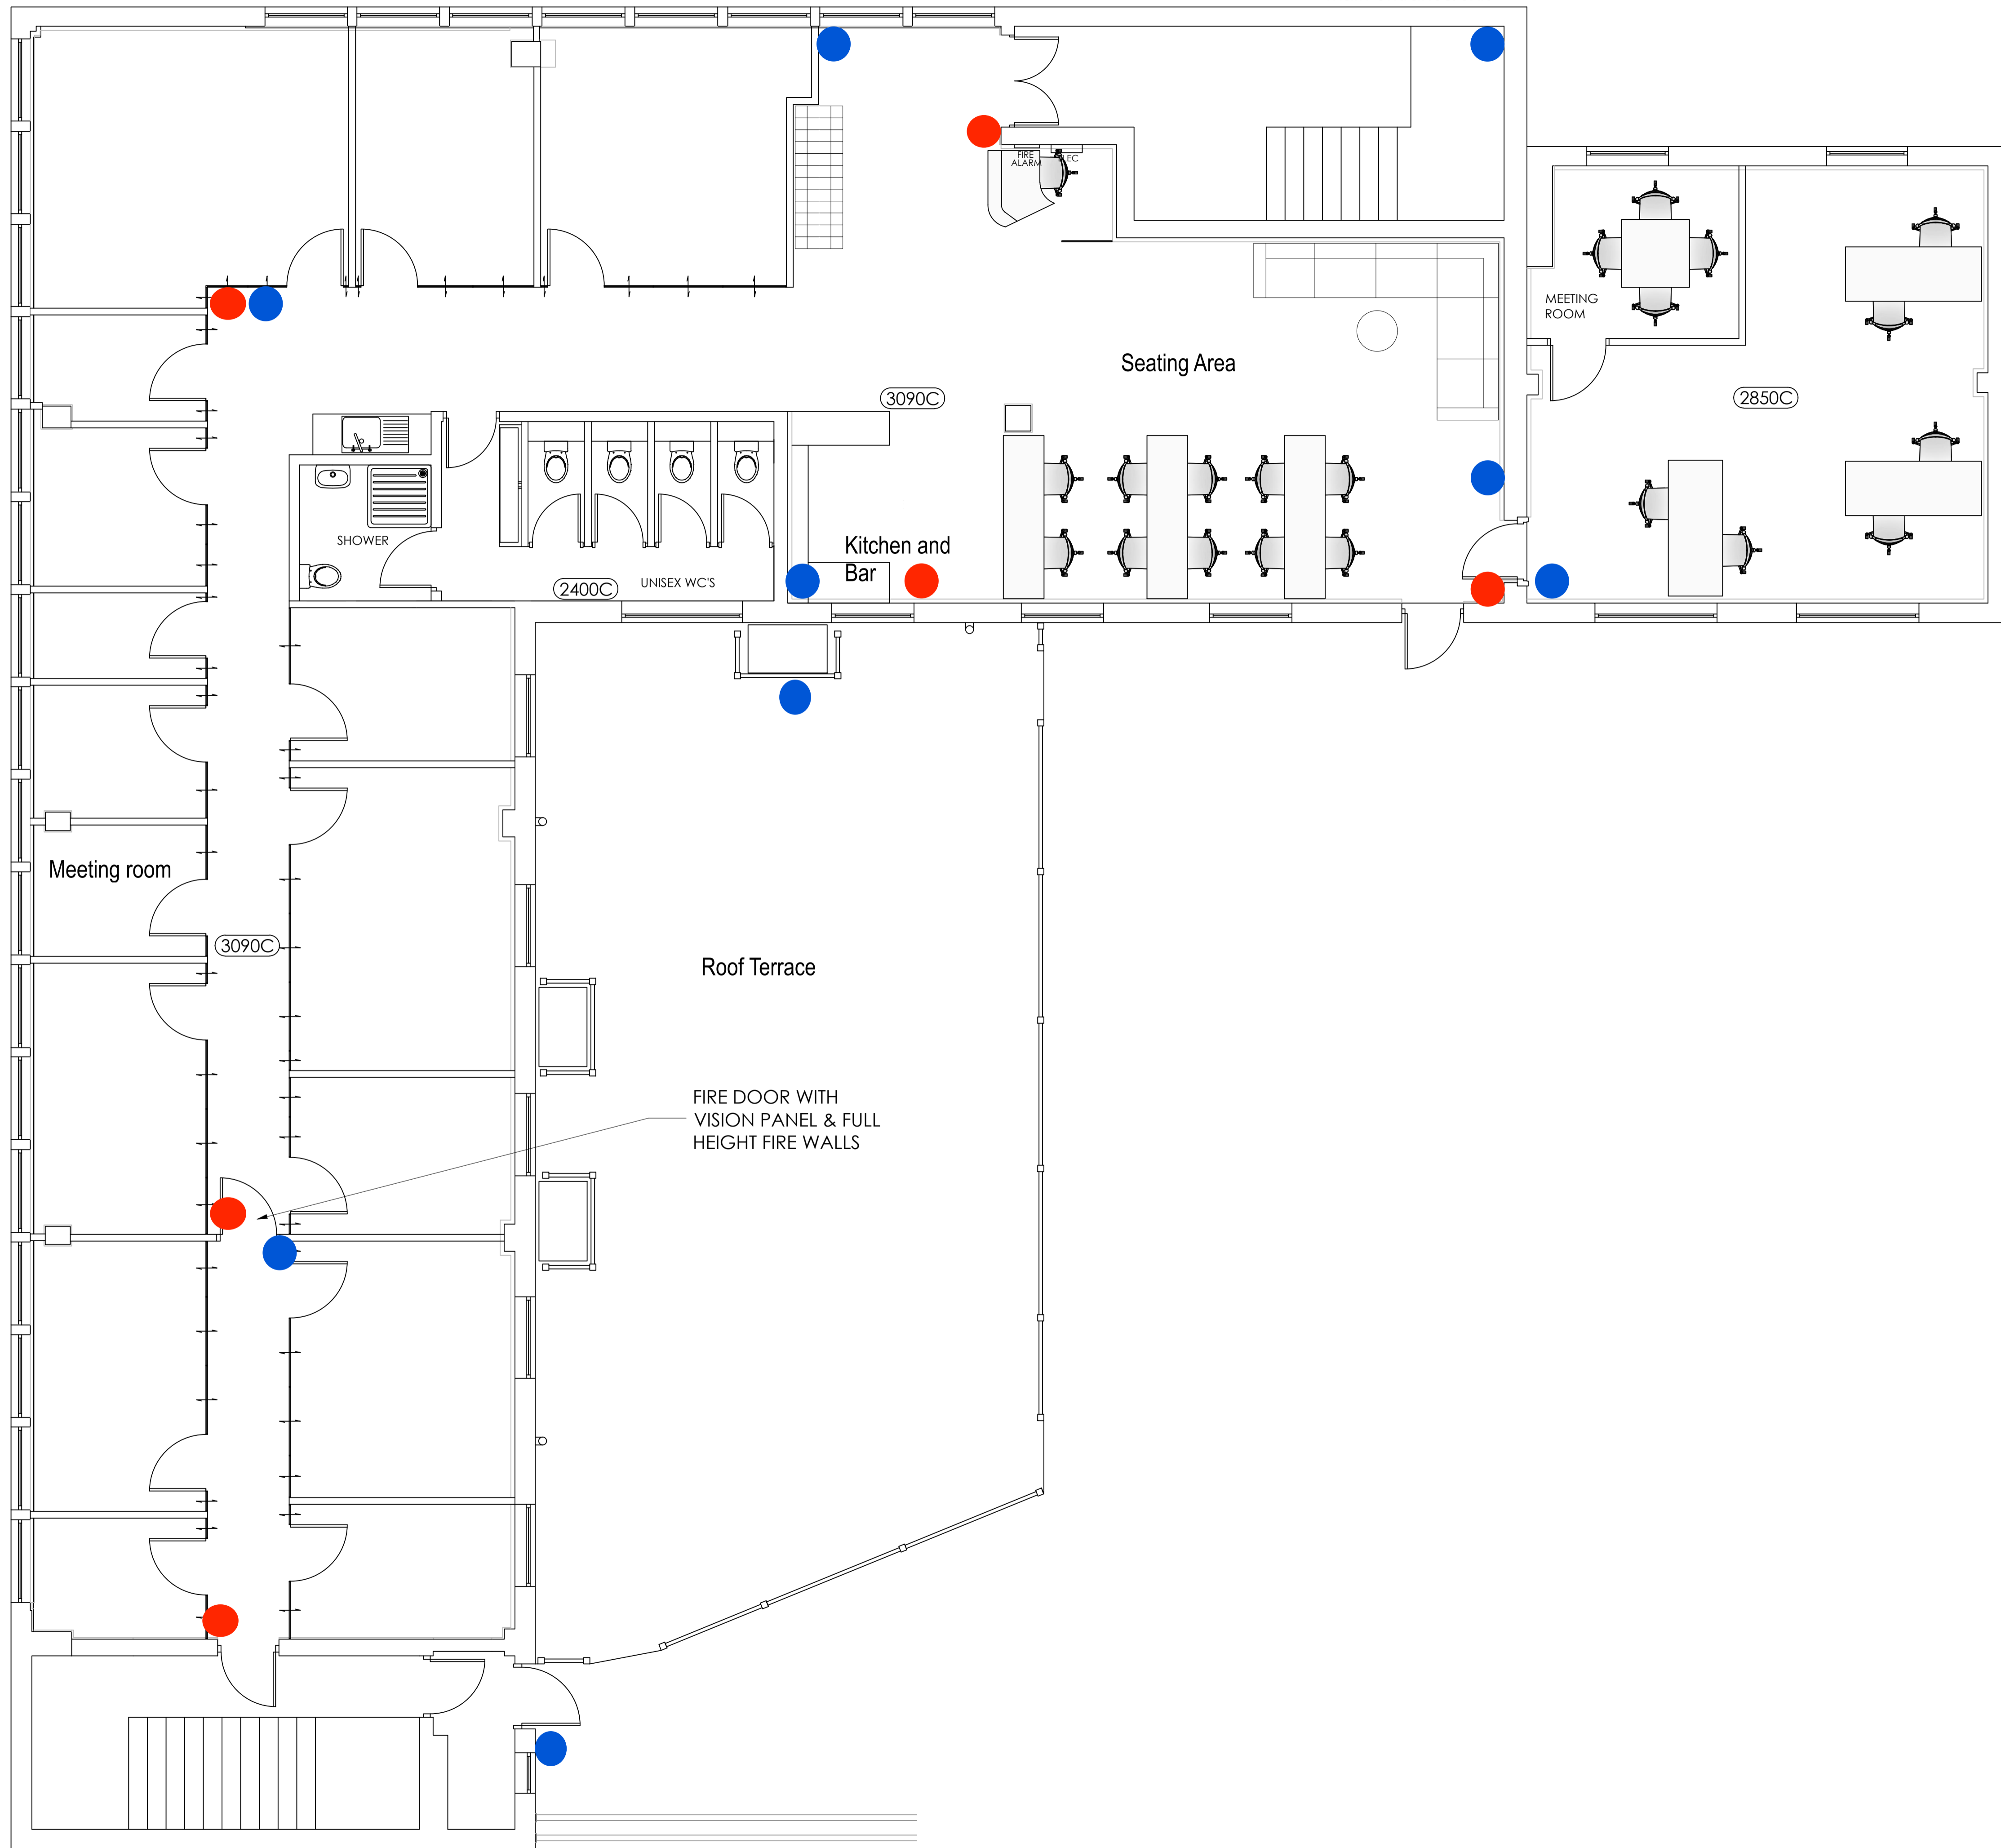 FIRE
ALARM
ELEC
MEETING
ROOM
Seating Area
3090C
2850C
SHOWER
Kitchen and
Bar
2400C
UNISEX WC'S
Meeting room
3090C
Roof Terrace
FIRE DOOR WITH
VISION PANEL & FULL
HEIGHT FIRE WALLS